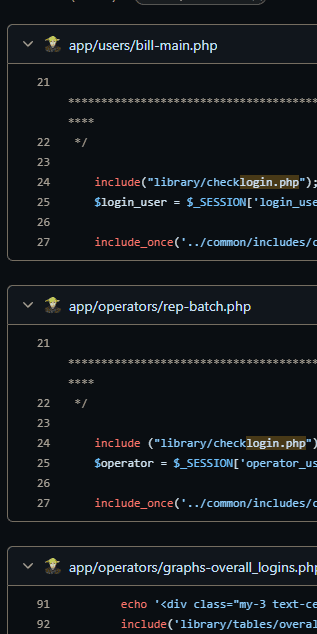 app/users/bill-main.php
21
**************************************
****
22 */
23
24 include("library/checklogin.php");
25 $login_user = $_SESSION['login_use
26
27 include_once('../common/includes/c
app/operators/rep-batch.php
21
**************************************
****
22 */
23
24 include ("library/checklogin.php")
25 $operator = $_SESSION['operator_us
26
27 include_once('../common/includes/c
app/operators/graphs-overall_logins.php
91 echo '<div class="my-3 text-ce
92 include('library/tables/overal